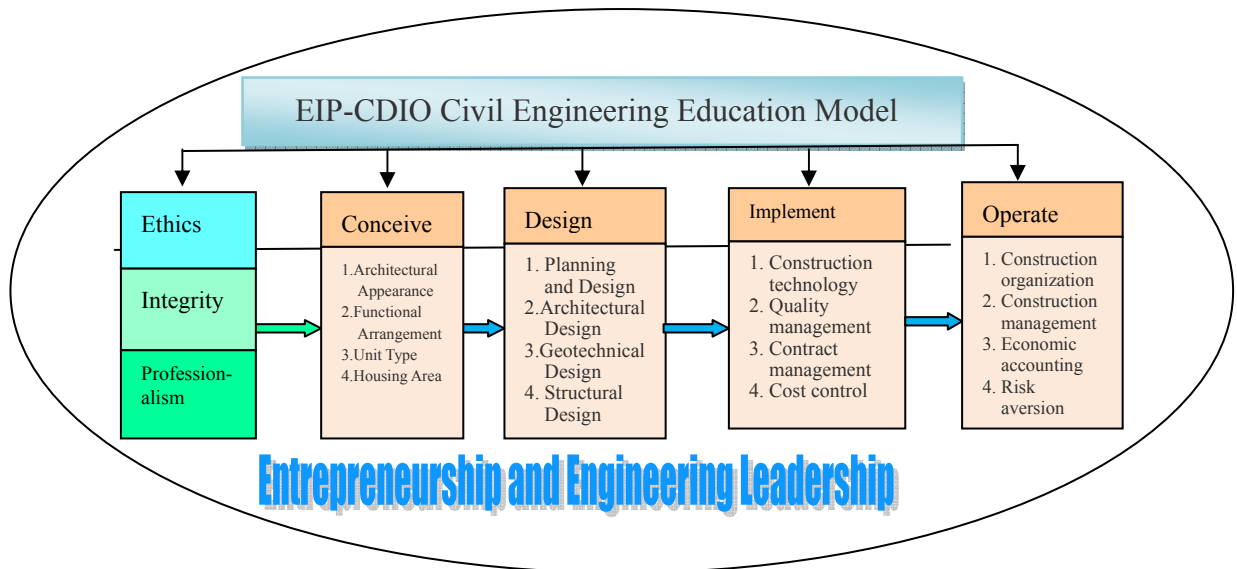 EIP-CDIO Civil Engineering Education Model
Ethics
Integrity
Profession-
alism
Conceive
1.Architectural
Appearance
2.Functional
Arrangement
3.Unit Type
4.Housing Area
Design
1. Planning
and Design
2.Architectural
Design
3.Geotechnical
Design
4. Structural
Design
Implement
1. Construction
technology
2. Quality
management
3. Contract
management
4. Cost control
Operate
1. Construction
organization
2. Construction
management
3. Economic
accounting
4. Risk
aversion
Entrepreneurship and Engineering Leadership